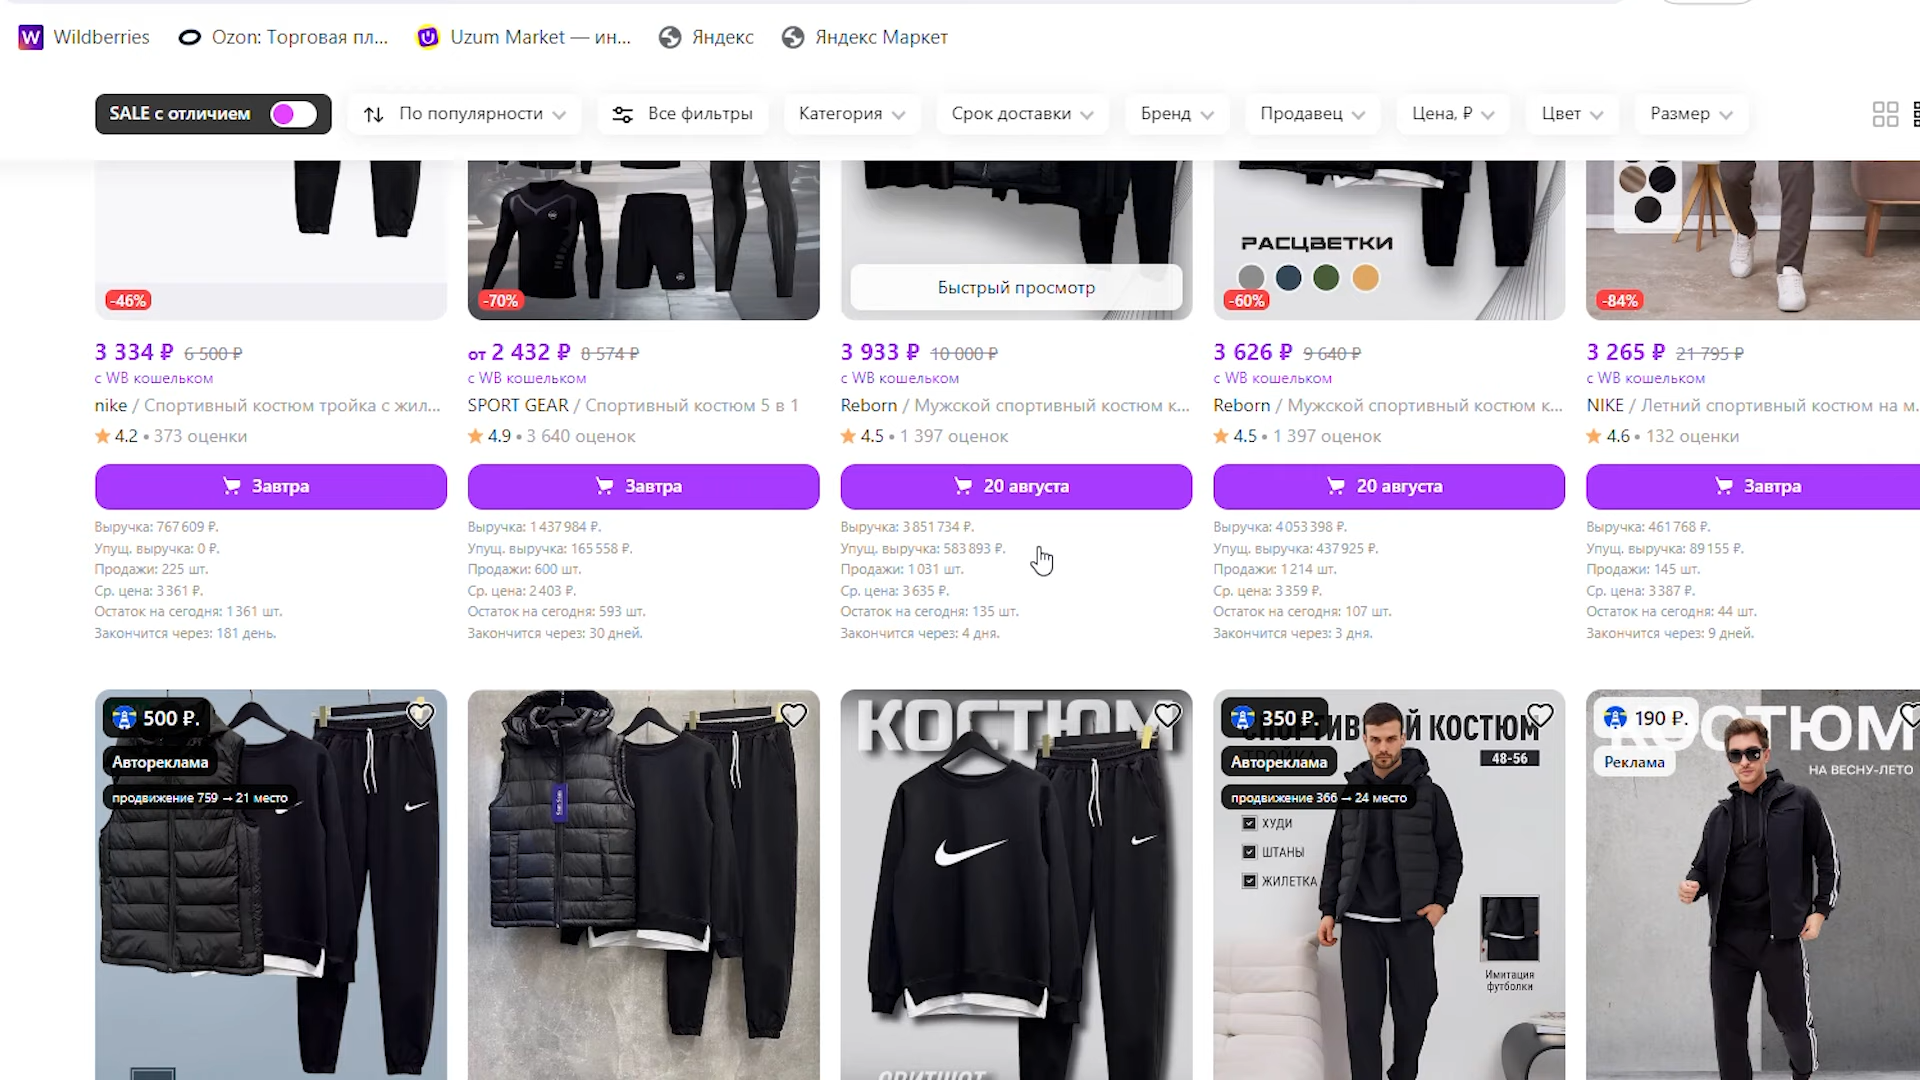 Wildberries
Ozon: Торговая пл...
Uzum Market — ин...
Яндекс
Яндекс Маркет
SALE с отличием
По популярности
Все фильтры
Категория
Срок доставки
Бренд
Продавец
Цена, ₽
Цвет
Размер
-46%
-70%
Быстрый просмотр
РАСЦВЕТКИ
-60%
-84%
3 334 ₽ 6 500 ₽
с WB кошельком
nike / Спортивный костюм тройка с жил...
4.2 • 373 оценки
Завтра
Выручка: 767 609 ₽.
Упущ. выручка: 0 ₽.
Продажи: 225 шт.
Ср. цена: 3 361 ₽.
Остаток на сегодня: 1 361 шт.
Закончится через: 181 день.
от 2 432 ₽ 8 574 ₽
с WB кошельком
SPORT GEAR / Спортивный костюм 5 в 1
4.9 • 3 640 оценок
Завтра
Выручка: 1 437 984 ₽.
Упущ. выручка: 165 558 ₽.
Продажи: 600 шт.
Ср. цена: 2 403 ₽.
Остаток на сегодня: 593 шт.
Закончится через: 30 дней.
3 933 ₽ 10 000 ₽
с WB кошельком
Reborn / Мужской спортивный костюм к...
4.5 • 1 397 оценок
20 августа
Выручка: 3 851 734 ₽.
Упущ. выручка: 583 893 ₽.
Продажи: 1 031 шт.
Ср. цена: 3 635 ₽.
Остаток на сегодня: 135 шт.
Закончится через: 4 дня.
3 626 ₽ 9 640 ₽
с WB кошельком
Reborn / Мужской спортивный костюм к...
4.5 • 1 397 оценок
20 августа
Выручка: 4 053 398 ₽.
Упущ. выручка: 437 925 ₽.
Продажи: 1 214 шт.
Ср. цена: 3 359 ₽.
Остаток на сегодня: 107 шт.
Закончится через: 3 дня.
3 265 ₽ 21 795 ₽
с WB кошельком
NIKE / Летний спортивный костюм на м...
4.6 • 132 оценки
Завтра
Выручка: 461 768 ₽.
Упущ. выручка: 89 155 ₽.
Продажи: 145 шт.
Ср. цена: 3 387 ₽.
Остаток на сегодня: 44 шт.
Закончится через: 9 дней.
500 ₽.
Автореклама
продвижение 759 → 21 место
КОСТЮМ
350 ₽.
КОСТЮМ
48-56
Автореклама
продвижение 366 → 24 место
ХУДИ
ШТАНЫ
ЖИЛЕТКА
Имитация
футболки
190 ₽.
КОСТЮМ
Реклама
НА ВЕСНУ-ЛЕТО